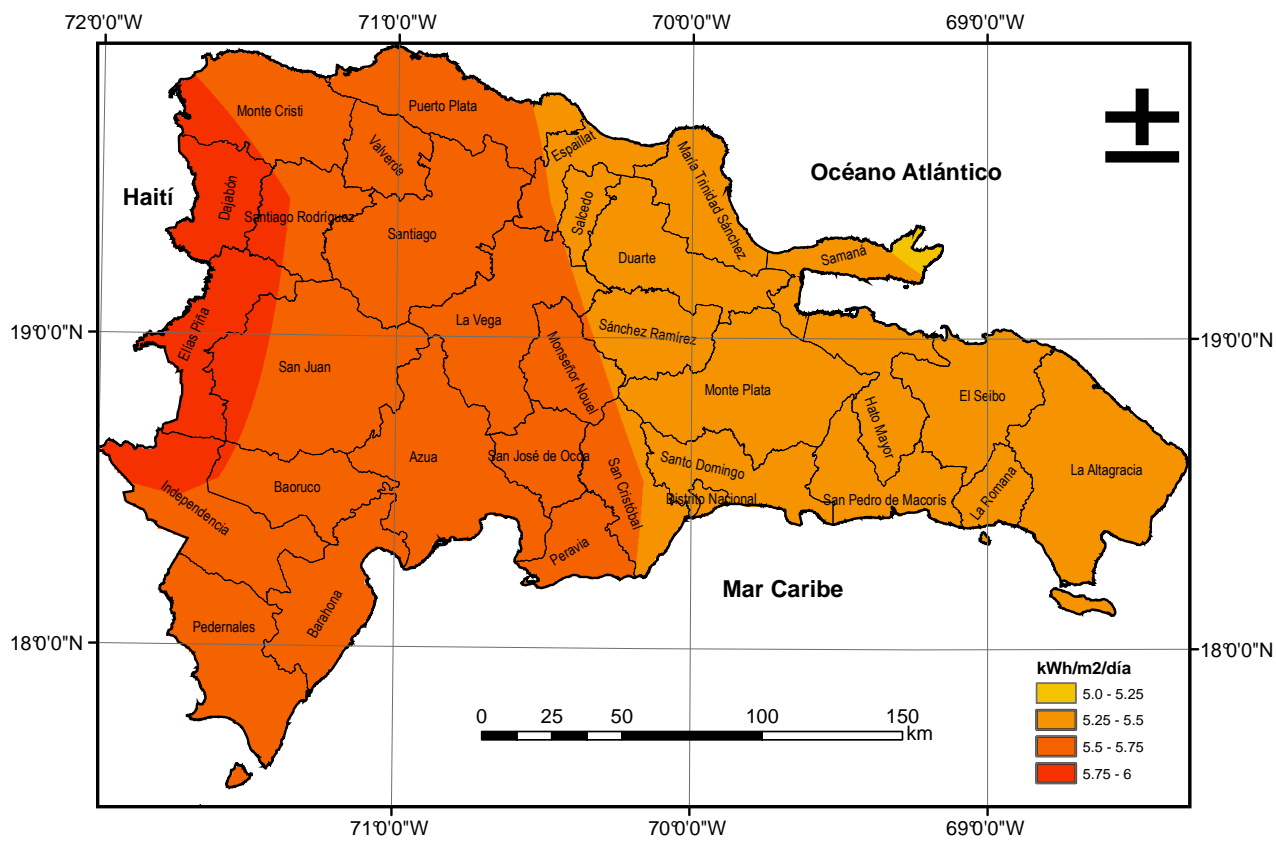 72°0'0"W
71°0'0"W
70°0'0"W
69°0'0"W
Monte Cristi
Puerto Plata
Valverde
Espaillat
Maria Trinidad Sánchez
Océano Atlántico
Haití
Dajabón
Santiago Rodríguez
Salcedo
Santiago
Duarte
Samaná
19°0'0"N
Elías Piña
La Vega
Sánchez Ramírez
19°0'0"N
San Juan
Monseñor Nouel
Monte Plata
Hato Mayor
El Seibo
Azua
San José de Ocoa
San Cristóbal
Santo Domingo
La Altagracia
Independencia
Baoruco
Distrito Nacional
San Pedro de Macorís
La Romana
Peravia
Mar Caribe
Pedernales
Barahona
18°0'0"N
18°0'0"N
kWh/m2/día
5.0 - 5.25
5.25 - 5.5
5.5 - 5.75
5.75 - 6
0 25 50 100 150
km
71°0'0"W
70°0'0"W
69°0'0"W